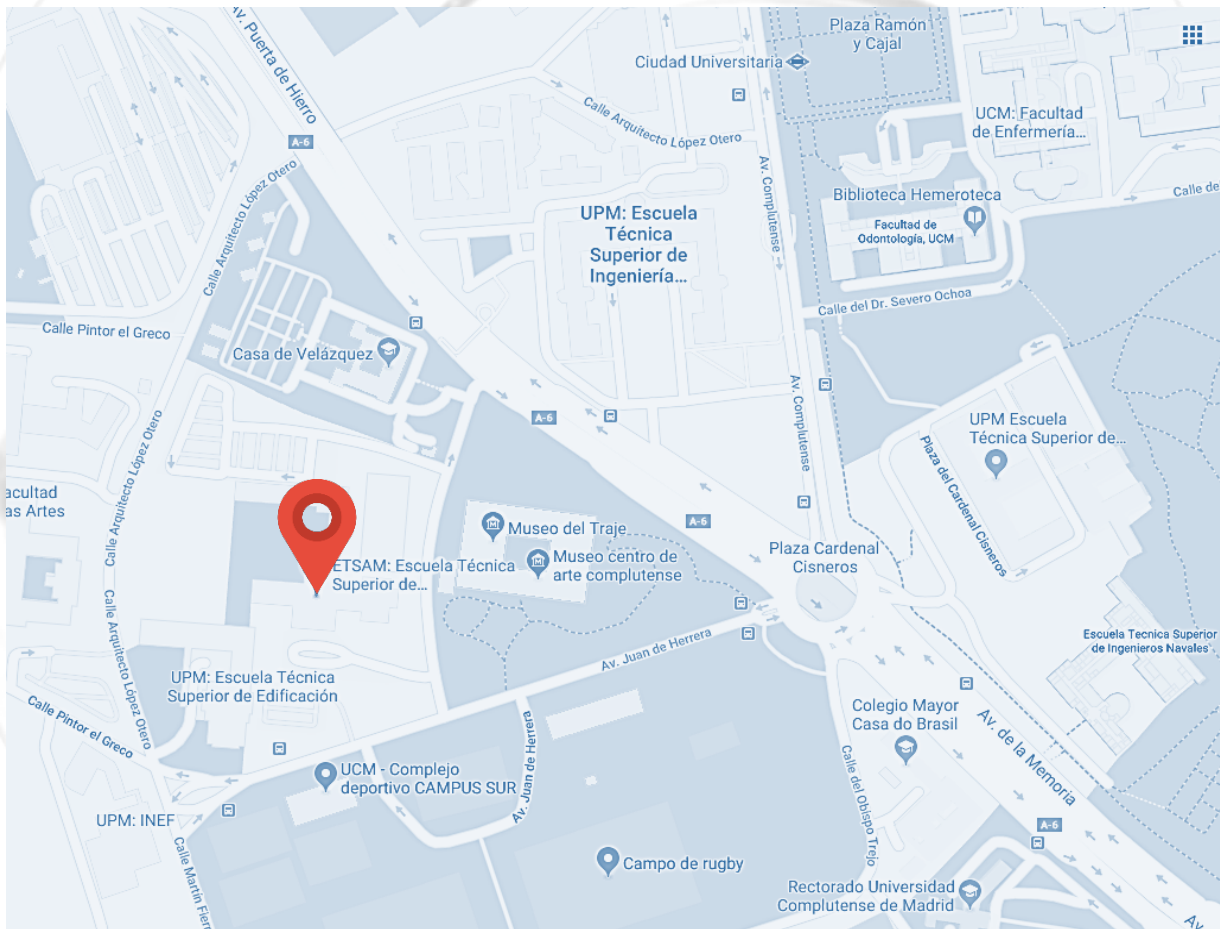 Av. Puerta de Hierro
Plaza Ramón
y Cajal
Ciudad Universitaria
Calle Arquitecto López Otero
UCM: Facultad
de Enfermería...
A-6
Av. Complutense
Calle Arquitecto López Otero
Biblioteca Hemeroteca
Calle de
UPM: Escuela
Técnica
Superior de
Ingeniería...
Facultad de
Odontología, UCM
Calle del Dr. Severo Ochoa
Calle Pintor el Greco
Casa de Velázquez
Av. Complutense
A-6
UPM Escuela
Técnica Superior de...
Calle Arquitecto López Otero
Plaza del Cardenal Cisneros
acultad
as Artes
Museo del Traje
A-6
Plaza Cardenal
Cisneros
Museo centro de
arte complutense
ETSAM: Escuela Técnica
Superior de...
Calle Arquitecto López Otero
Av. Juan de Herrera
Escuela Tecnica Superior
de Ingenieros Navales
UPM: Escuela Técnica
Superior de Edificación
Calle Pintor el Greco
Colegio Mayor
Casa do Brasil
Av. de la Memoria
Av. Juan de Herrera
UCM - Complejo
deportivo CAMPUS SUR
Calle del Obispo Trejo
UPM: INEF
A-6
Calle Martín Fier
Campo de rugby
Rectorado Universidad
Complutense de Madrid
Av